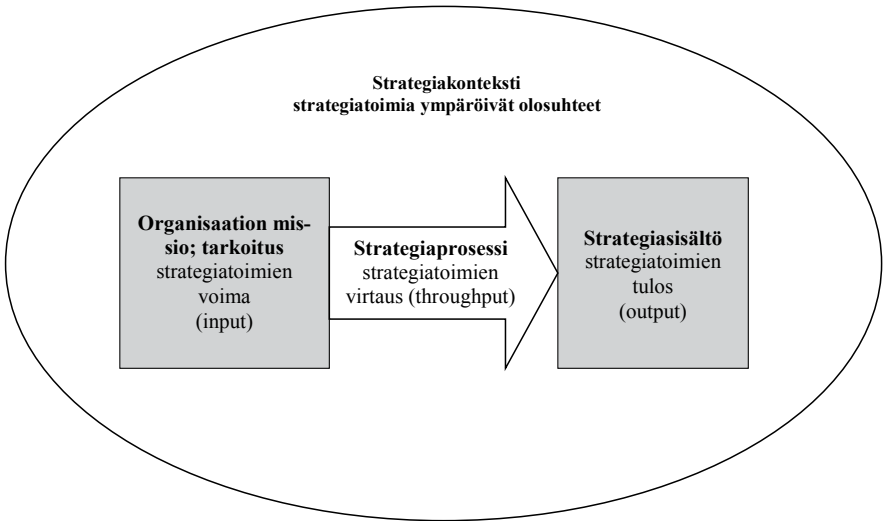 Strategiakonteksti
strategiatoimia ympäröivät olosuhteet
Organisaation mis-
sio; tarkoitus
strategiatoimien
voima
(input)
Strategiaprosessi
strategiatoimien
virtaus (throughput)
Strategiasisältö
strategiatoimien
tulos
(output)